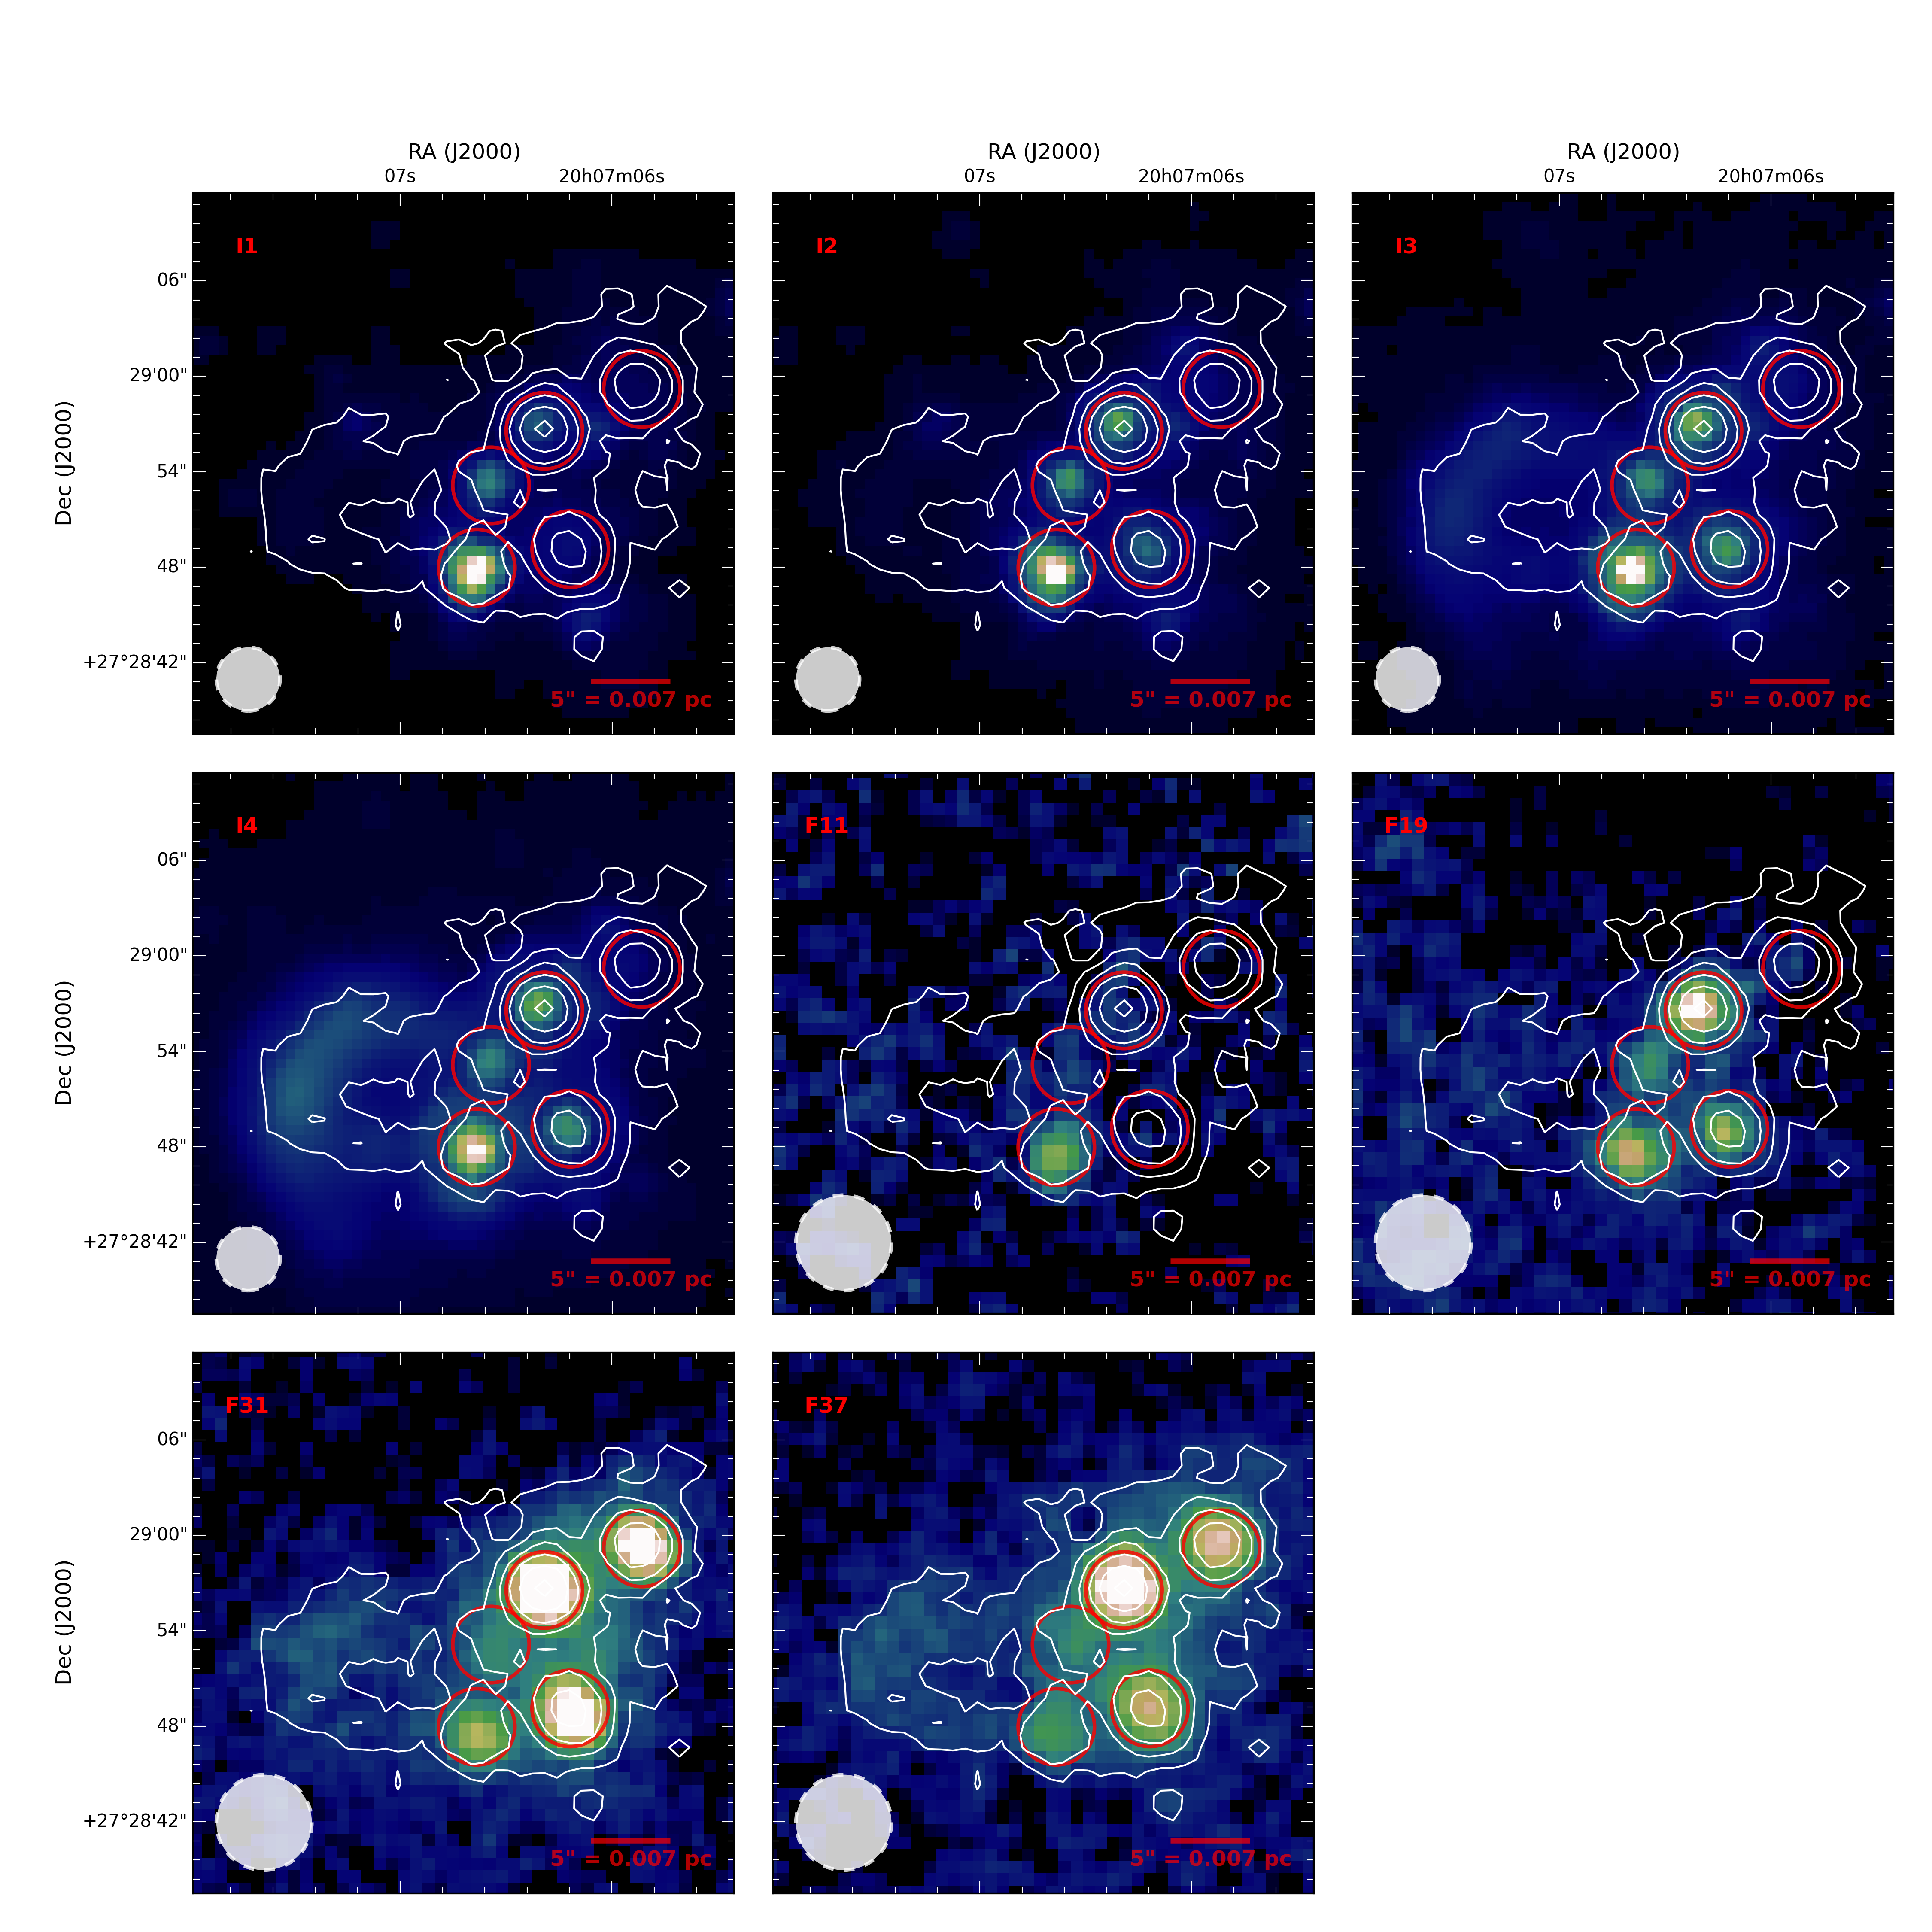 RA (J2000) RA (J2000) RA (J2000)
07s 20h07m06s 07s 20h07m06s 07s 20h07m06s
I1 I2 I3
06"
29'00"
Dec (J2000)
54"
48"
+27°28'42"
5" = 0.007 pc 5" = 0.007 pc 5" = 0.007 pc
I4 F11 F19
06"
29'00"
Dec (J2000)
54"
48"
+27°28'42"
5" = 0.007 pc 5" = 0.007 pc 5" = 0.007 pc
F31 F37
06"
29'00"
Dec (J2000)
54"
48"
+27°28'42"
5" = 0.007 pc 5" = 0.007 pc